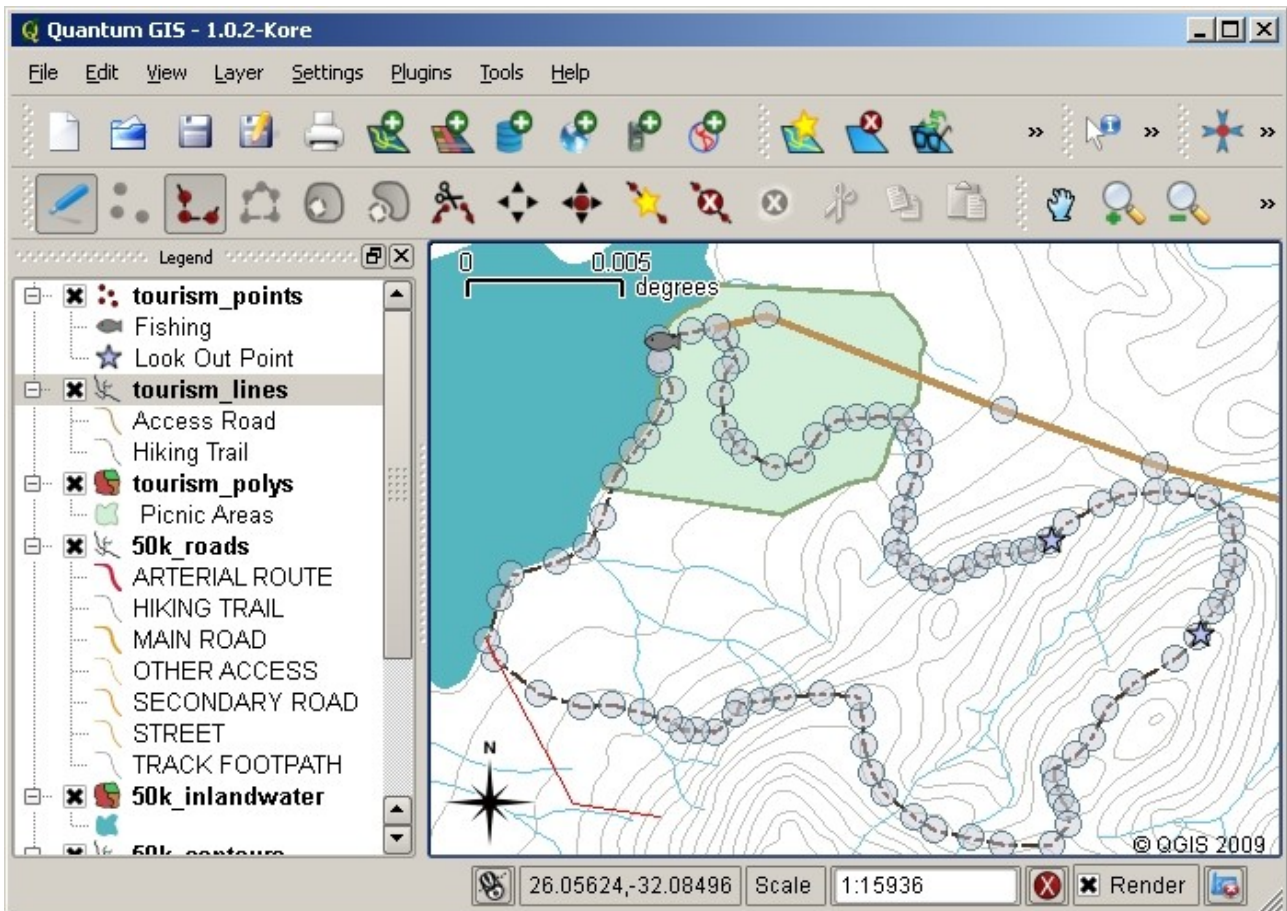 Quantum GIS - 1.0.2-Kore
File Edit View Layer Settings Plugins Tools Help
» » »
»
Legend
tourism_points
Fishing
Look Out Point
tourism_lines
Access Road
Hiking Trail
tourism_polys
Picnic Areas
50k_roads
ARTERIAL ROUTE
HIKING TRAIL
MAIN ROAD
OTHER ACCESS
SECONDARY ROAD
STREET
TRACK FOOTPATH
50k_inlandwater
50k_contours
0 0.005
degrees
N
© QGIS 2009
26.05624,-32.08496 Scale 1:15936 Render